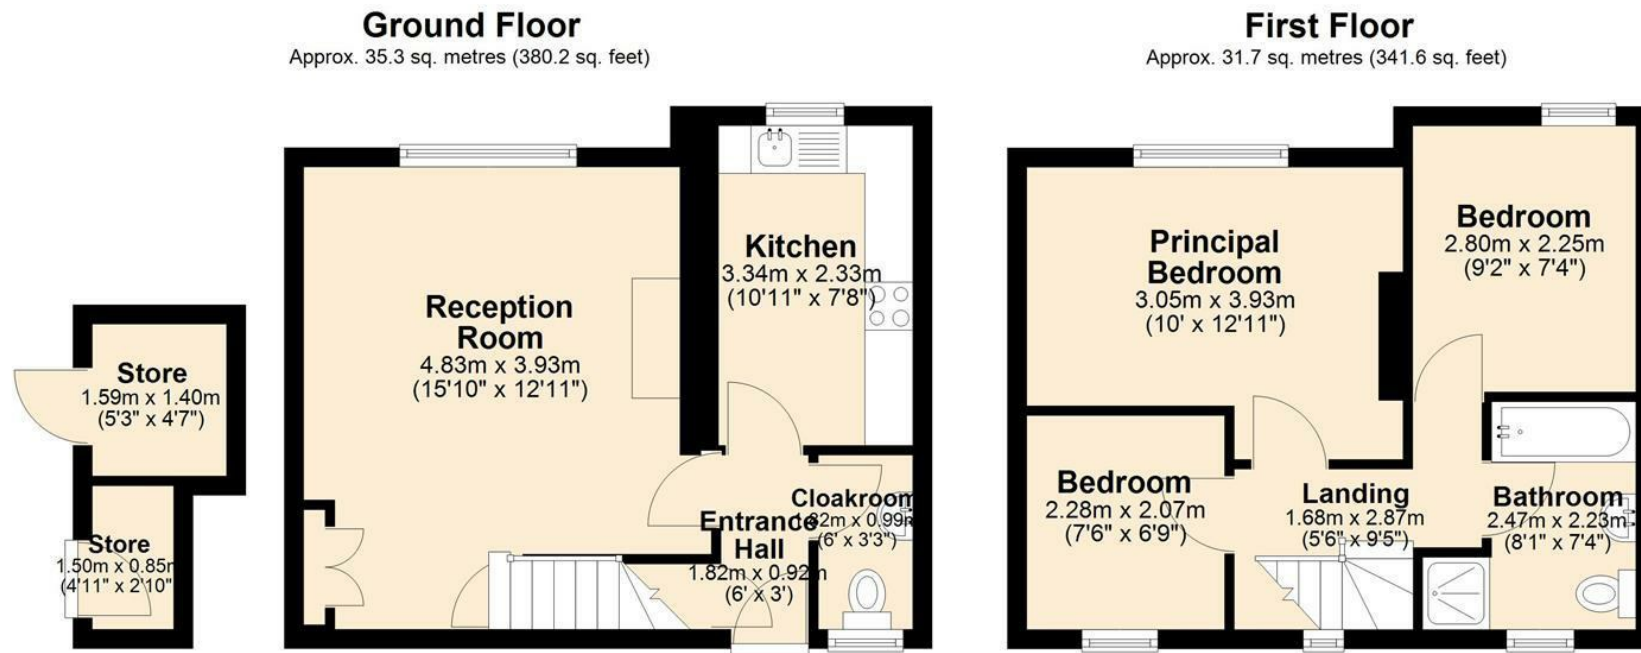 Ground Floor
Approx. 35.3 sq. metres (380.2 sq. feet)
Kitchen
3.34m x 2.33m
(10'11" x 7'8")
Reception
Room
4.83m x 3.93m
(15'10" x 12'11")
Store
1.59m x 1.40m
(5'3" x 4'7")
Store
1.50m x 0.85m
(4'11" x 2'10")
Entrance
Hall
1.82m x 0.92m
(6' x 3')
Cloakroom
1.82m x 0.99m
(6' x 3'3")
First Floor
Approx. 31.7 sq. metres (341.6 sq. feet)
Principal
Bedroom
3.05m x 3.93m
(10' x 12'11")
Bedroom
2.80m x 2.25m
(9'2" x 7'4")
Bedroom
2.28m x 2.07m
(7'6" x 6'9")
Landing
1.68m x 2.87m
(5'6" x 9'5")
Bathroom
2.47m x 2.23m
(8'1" x 7'4")